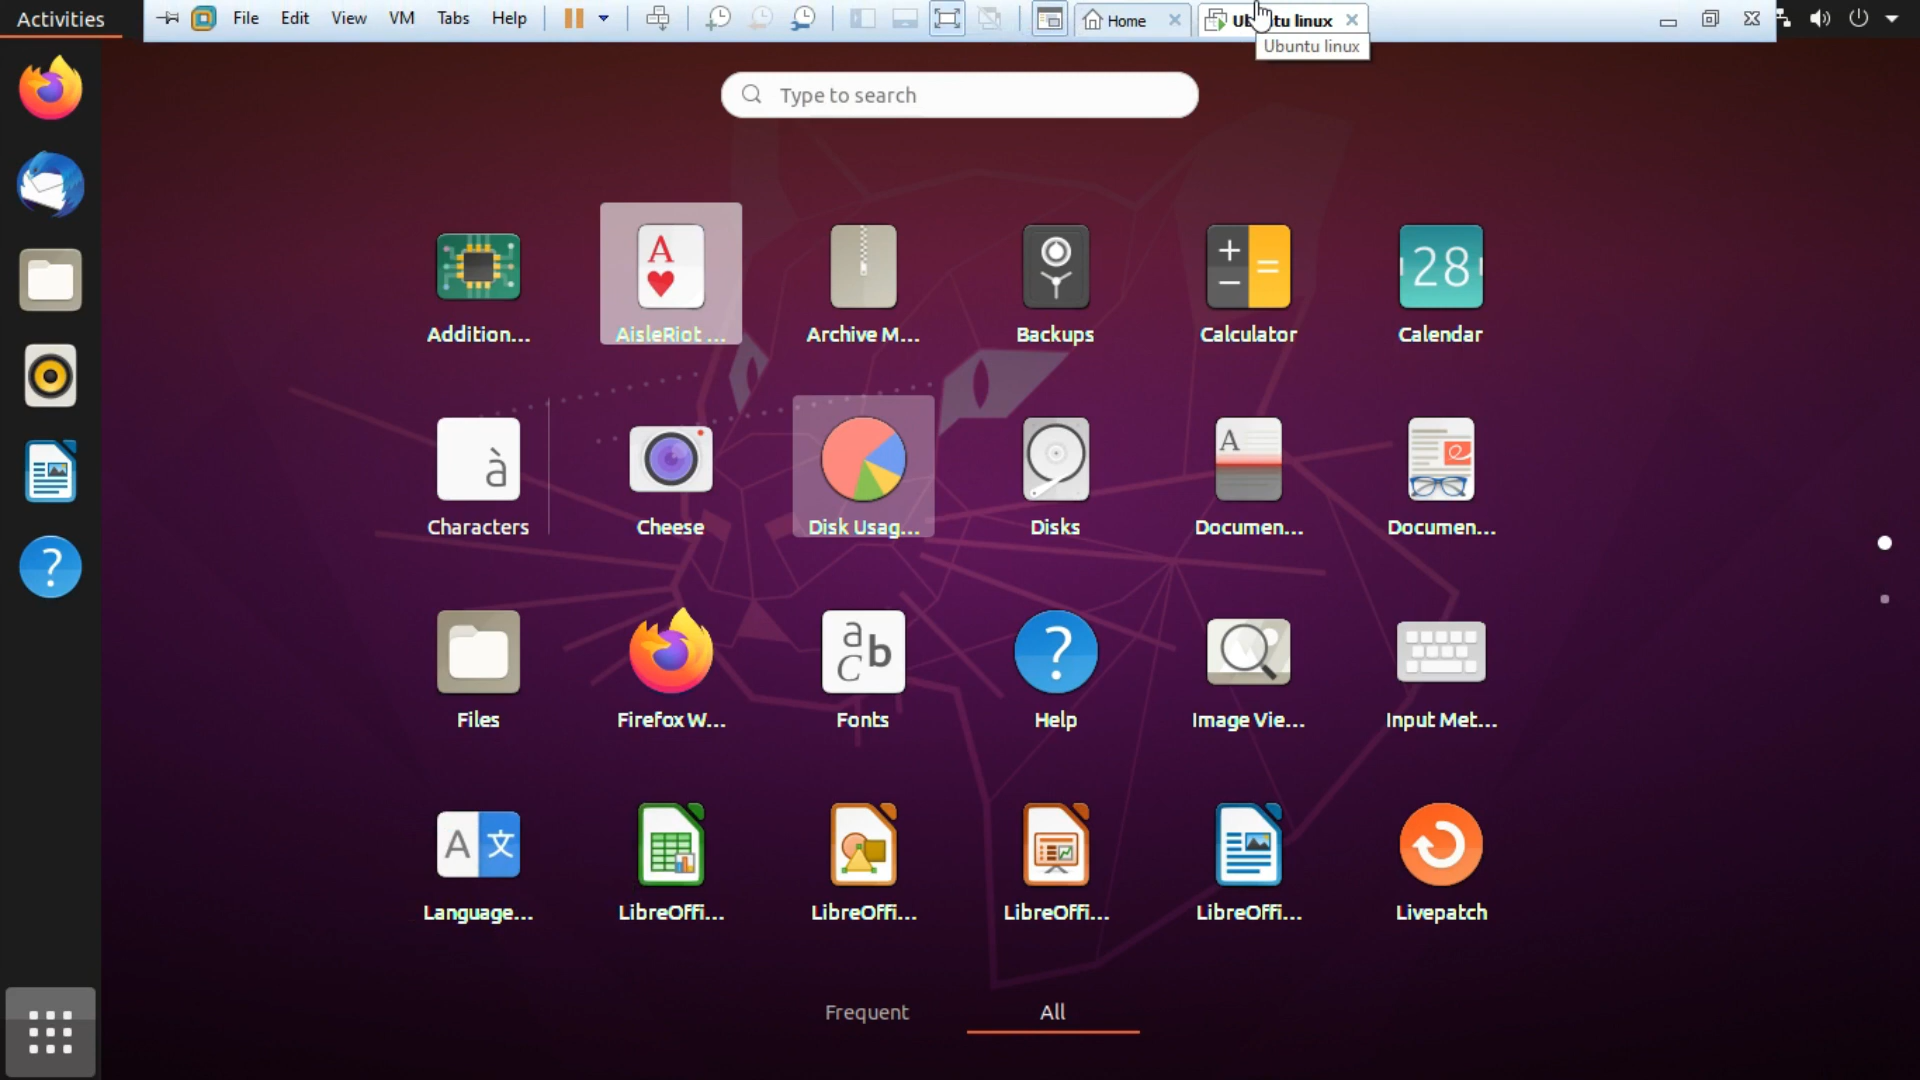 Activities
File Edit View VM Tabs Help
Home
Ubuntu linux
Ubuntu linux
Type to search
Addition... AisleRiot ... Archive M... Backups Calculator Calendar
28
Characters Cheese Disk Usag... Disks Documen... Documen...
Files Firefox W... Fonts Help Image Vie... Input Met...
Language... LibreOffi... LibreOffi... LibreOffi... LibreOffi... Livepatch
Frequent All